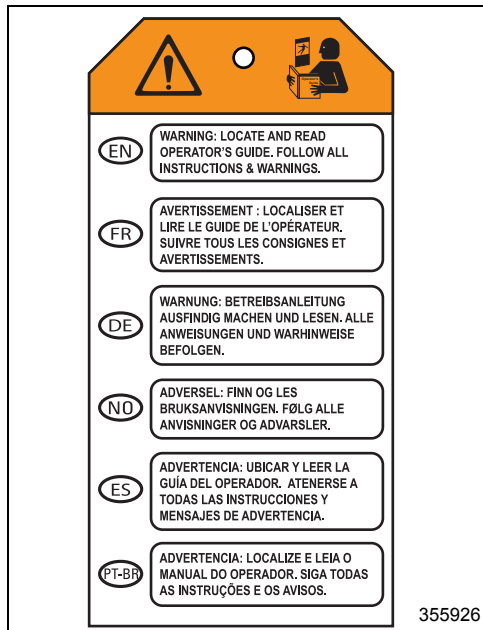 Operator's
Guide
EN
WARNING: LOCATE AND READ
OPERATOR'S GUIDE. FOLLOW ALL
INSTRUCTIONS & WARNINGS.
FR
AVERTISSEMENT : LOCALISER ET
LIRE LE GUIDE DE L'OPÉRATEUR.
SUIVRE TOUS LES CONSIGNES ET
AVERTISSEMENTS.
DE
WARNUNG: BETREIBSANLEITUNG
AUSFINDIG MACHEN UND LESEN. ALLE
ANWEISUNGEN UND WARHINWEISE
BEFOLGEN.
NO
ADVERSEL: FINN OG LES
BRUKSANVISNINGEN. FØLG ALLE
ANVISNINGER OG ADVARSLER.
ES
ADVERTENCIA: UBICAR Y LEER LA
GUÍA DEL OPERADOR. ATENERSE A
TODAS LAS INSTRUCCIONES Y
MENSAJES DE ADVERTENCIA.
PT-BR
ADVERTENCIA: LOCALIZE E LEIA O
MANUAL DO OPERADOR. SIGA TODAS
AS INSTRUÇÕES E OS AVISOS.
355926